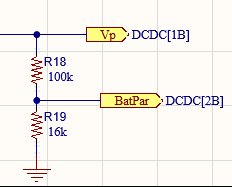 Vp DCDC[1B]
R18
100k
BatPar DCDC[2B]
R19
16k